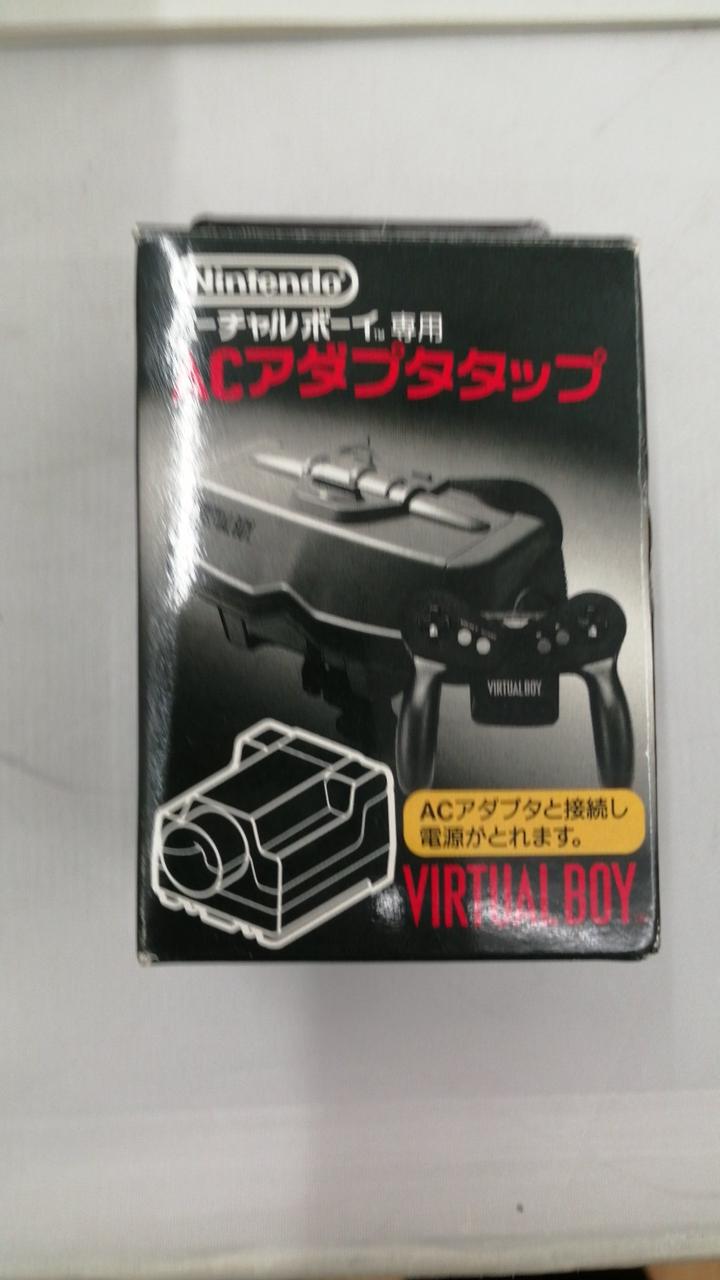 Nintendo
ーチャルボーイ™専用
ACアダプタタップ
VIRTUAL BOY
ACアダプタと接続し
電源がとれます。
VIRTUAL BOY